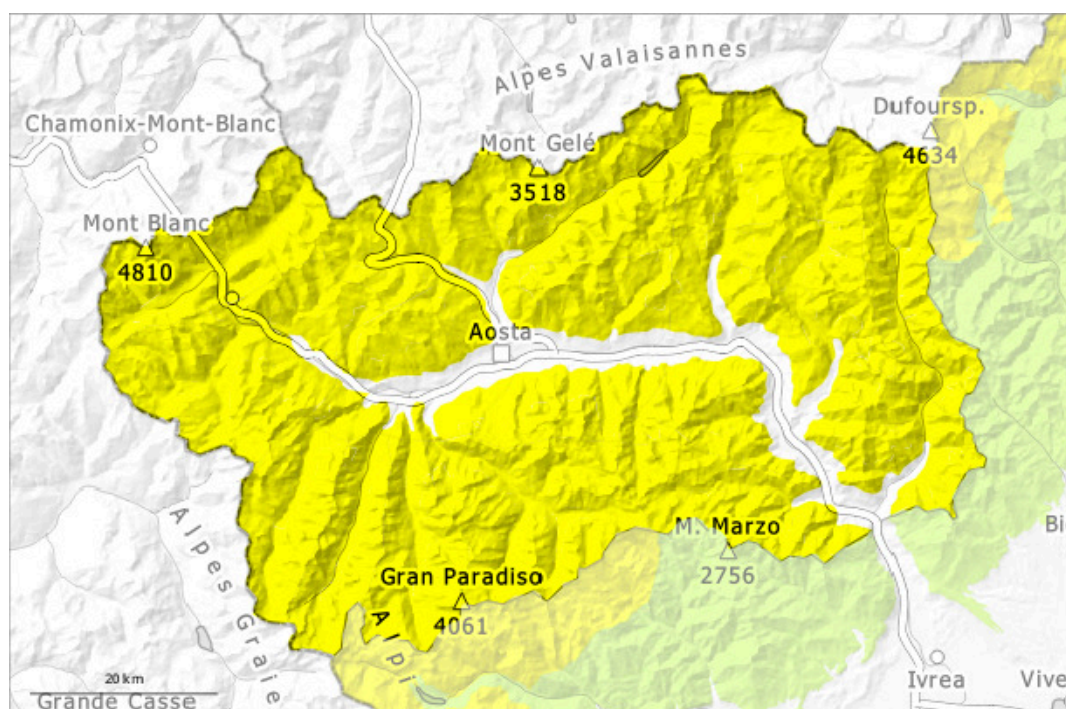 Alpes Valaisannes
Chamonix-Mont-Blanc
Dufoursp.
4634
Mont Gelé
3518
Mont Blanc
4810
Aosta
M. Marzo
2756
Gran Paradiso
4061
Alpes Graie
Alpi
Bi
20 km
Grande Casse
Ivrea
Vive